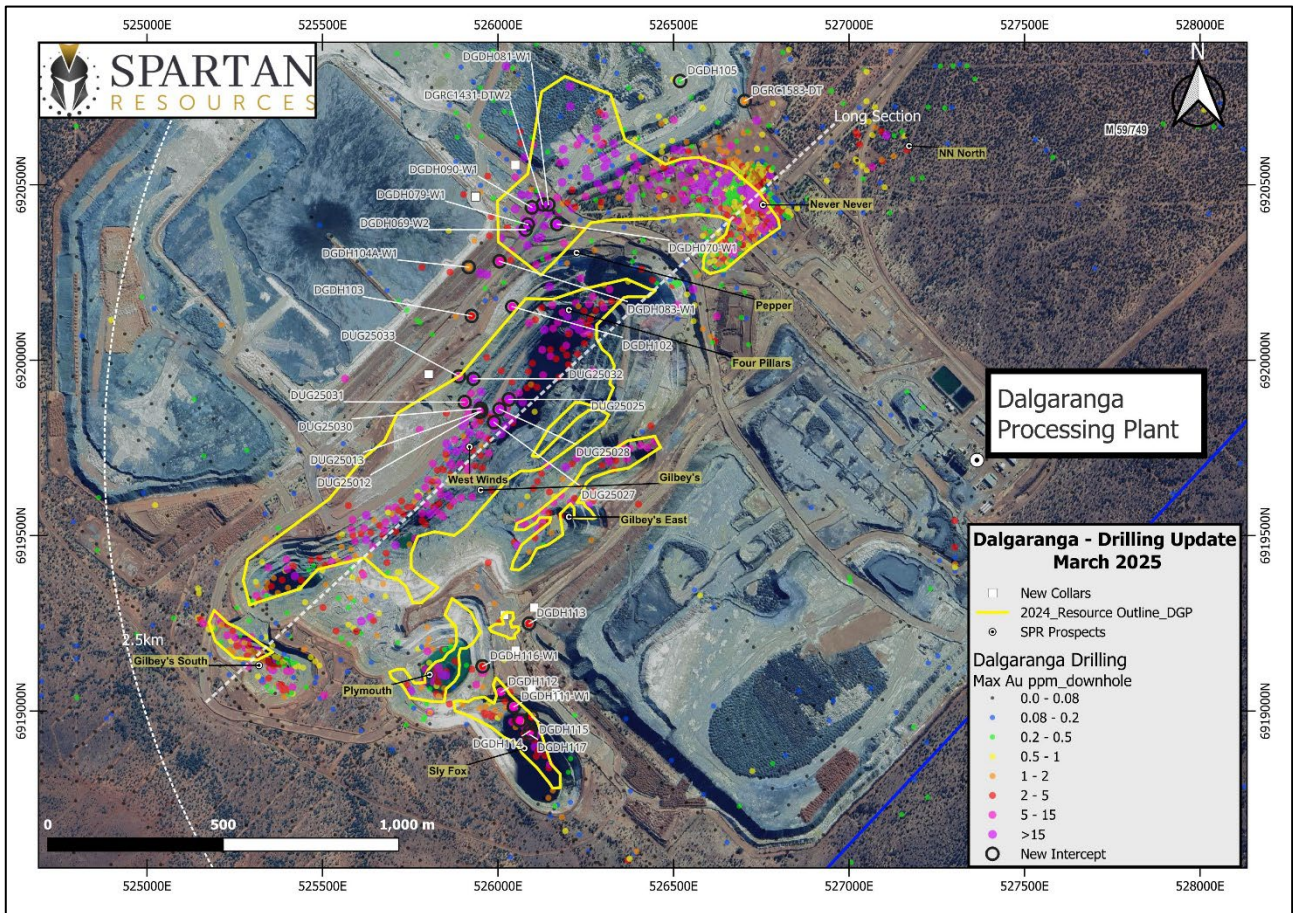 525000E
525500E
526000E
526500E
527000E
527500E
528000E
SPARTAN
RESOURCES
DGDH081-W1
DGRC1431-DTW2
DGDH105
DGRC1583-DT
N
Long Section
M 59/749
NN North
6920500N
6920500N
DGDH090-W1
DGDH079-W1
DGDH069-W2
Never Never
DGDH070-W1
DGDH104A-W1
Pepper
DGDH103
DGDH083-W1
DUG25033
DGDH102
Four Pillars
6920000N
6920000N
DUG25032
DUG25031
DUG25025
DUG25030
DUG25028
DUG25013
West Winds
Gilbey's
DUG25012
DUG25027
Gilbey's East
Dalgaranga
Processing Plant
6919500N
6919500N
DGDH113
2.5km
Gilbey's South
DGDH116-W1
Plymouth
DGDH112
DGDH111-W1
6919000N
6919000N
DGDH115
DGDH114
DGDH117
Sly Fox
Dalgaranga - Drilling Update
March 2025
New Collars
2024_Resource Outline_DGP
SPR Prospects
Dalgaranga Drilling
Max Au ppm_downhole
0.0 - 0.08
0.08 - 0.2
0.2 - 0.5
0.5 - 1
1 - 2
2 - 5
5 - 15
>15
New Intercept
0
500
1,000 m
525000E
525500E
526000E
526500E
527000E
527500E
528000E